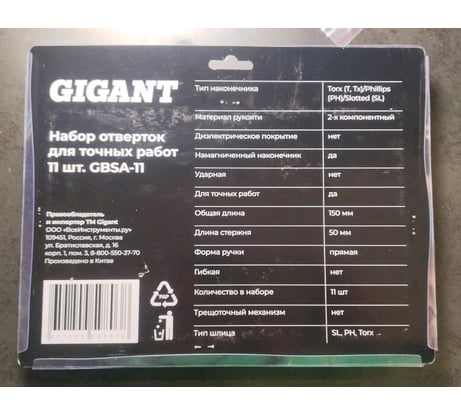 GIGANT
Набор отверток
для точных работ
11 шт. GBSA-11
Правообладатель
и импортер ТМ Gigant
ООО «ВсеИнструменты.ру»
109451, Россия, г. Москва
ул. Братиславская, д. 16
корп. 1, пом. 3, 8-800-550-37-70
Произведено в Китае
PAP
Тип наконечника Torx (T, Tx)/Phillips
(PH)/Slotted (SL)
Материал рукояти 2-х компонентный
Диэлектрическое покрытие нет
Намагниченный наконечник да
Ударная нет
Для точных работ да
Общая длина 150 мм
Длина стержня 50 мм
Форма ручки прямая
Гибкая нет
Количество в наборе 11 шт
Трещоточный механизм нет
Тип шлица SL, PH, Torx